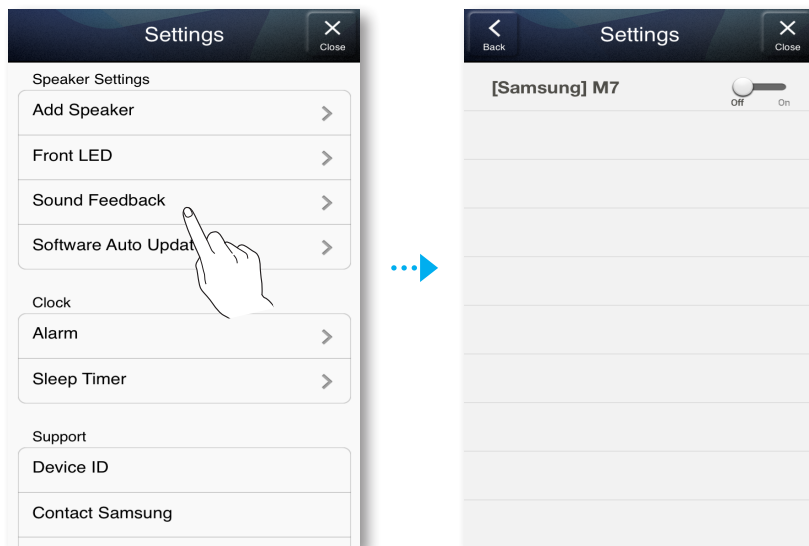 Settings
Close
Speaker Settings
Add Speaker
Front LED
Sound Feedback
Software Auto Updat
Clock
Alarm
Sleep Timer
Support
Device ID
Contact Samsung
Back
Settings
Close
[Samsung] M7
Off On